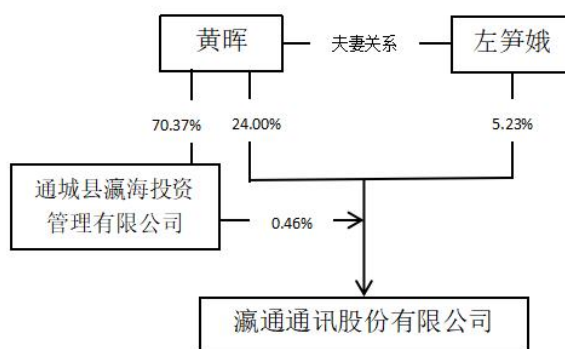 黄晖
夫妻关系
左笋娥
70.37%
24.00%
5.23%
通城县瀛海投资
管理有限公司
0.46%
瀛通通讯股份有限公司